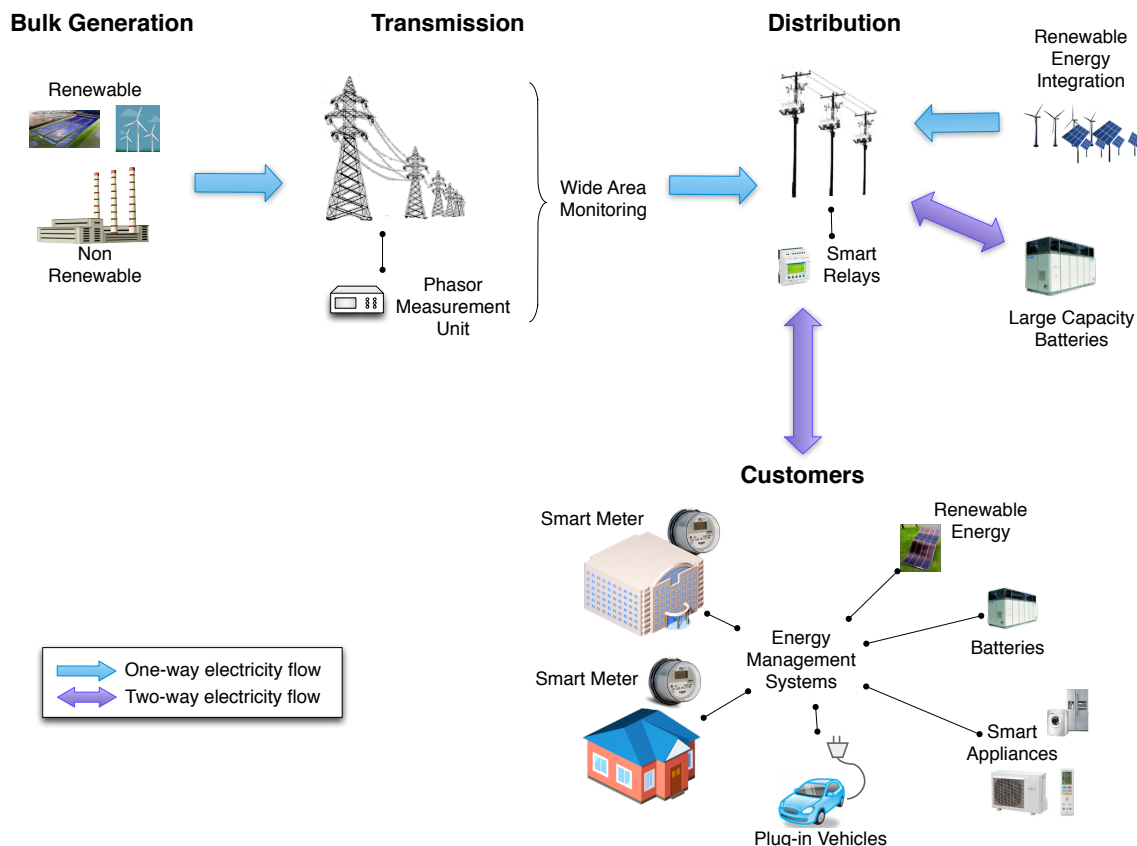 Bulk Generation
Transmission
Distribution
Renewable
Non
Renewable
Phasor
Measurement
Unit
Wide Area
Monitoring
Smart
Relays
Renewable
Energy
Integration
Large Capacity
Batteries
Customers
Smart Meter
Smart Meter
Energy
Management
Systems
Renewable
Energy
Batteries
Smart
Appliances
Plug-in Vehicles
One-way electricity flow
Two-way electricity flow